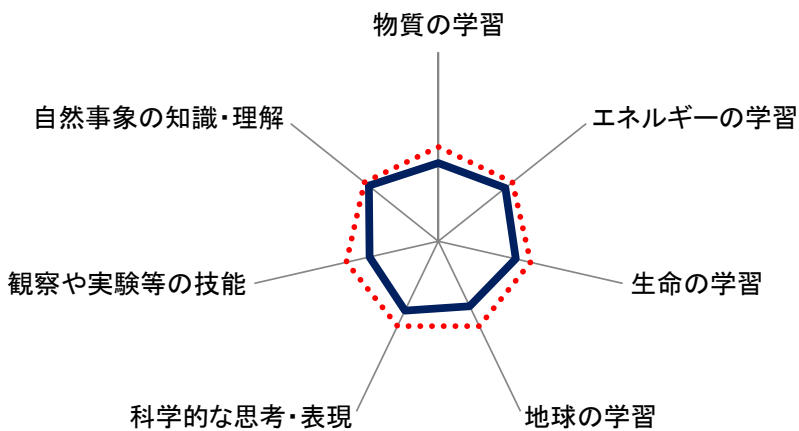 物質の学習
エネルギーの学習
生命の学習
地球の学習
科学的な思考・表現
観察や実験等の技能
自然事象の知識・理解